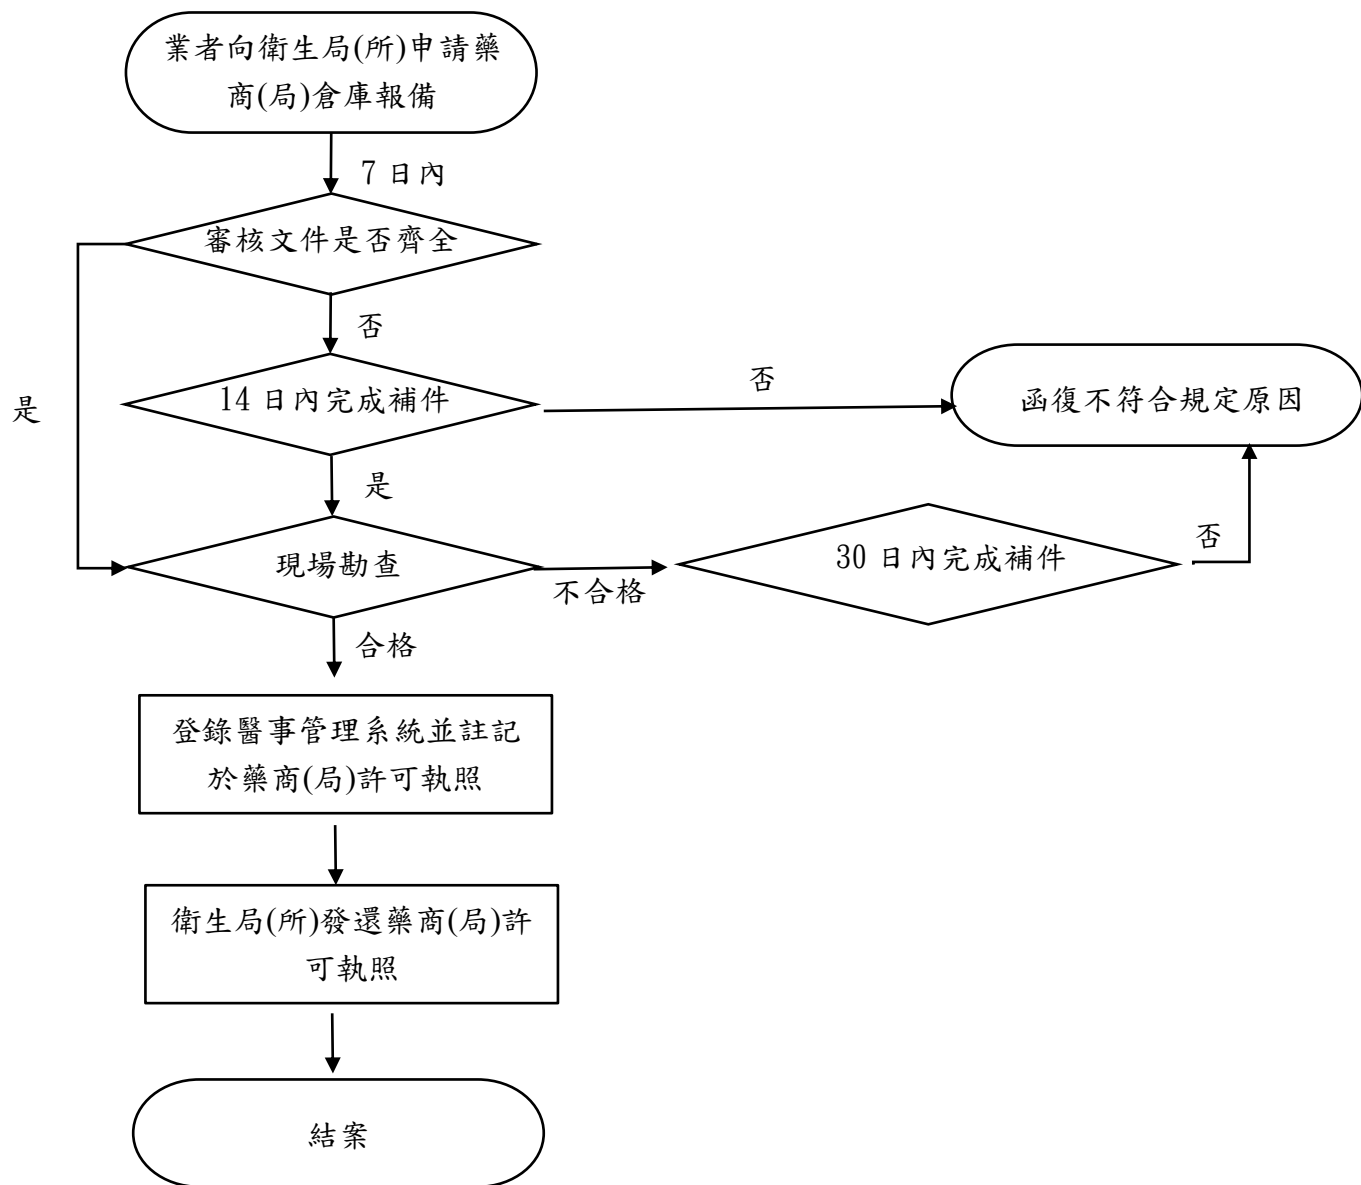 業者向衛生局(所)申請藥
商(局)倉庫報備
7 日內
審核文件是否齊全
否
是
14 日內完成補件
否
函復不符合規定原因
是
現場勘查
不合格
30 日內完成補件
否
合格
登錄醫事管理系統並註記
於藥商(局)許可執照
衛生局(所)發還藥商(局)許
可執照
結案